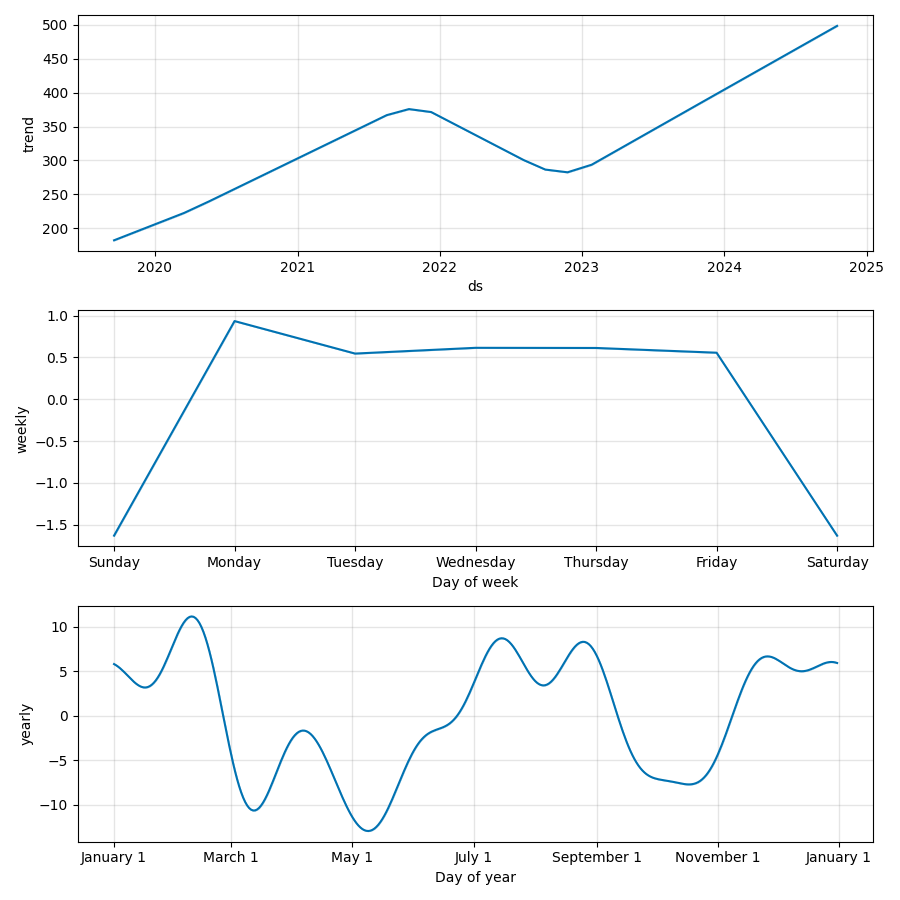 500
450
400
350
300
250
200
trend
2020 2021 2022 2023 2024 2025
ds
1.0
0.5
0.0
−0.5
−1.0
−1.5
weekly
Sunday Monday Tuesday Wednesday Thursday Friday Saturday
Day of week
10
5
0
−5
−10
yearly
January 1 March 1 May 1 July 1 September 1 November 1 January 1
Day of year